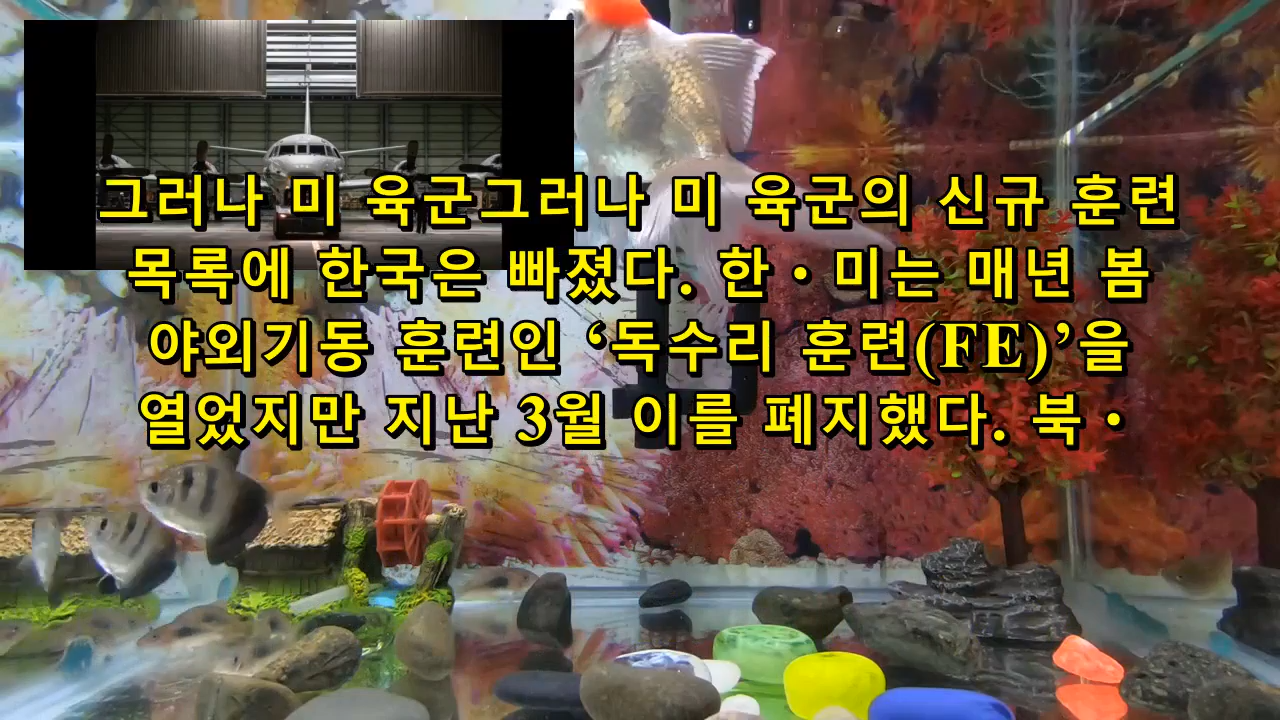 그러나 미 육군그러나 미 육군의 신규 훈련
목록에 한국은 빠졌다. 한·미는 매년 봄
야외기동 훈련인 ‘독수리 훈련(FE)’을
열었지만 지난 3월 이를 폐지했다. 북·